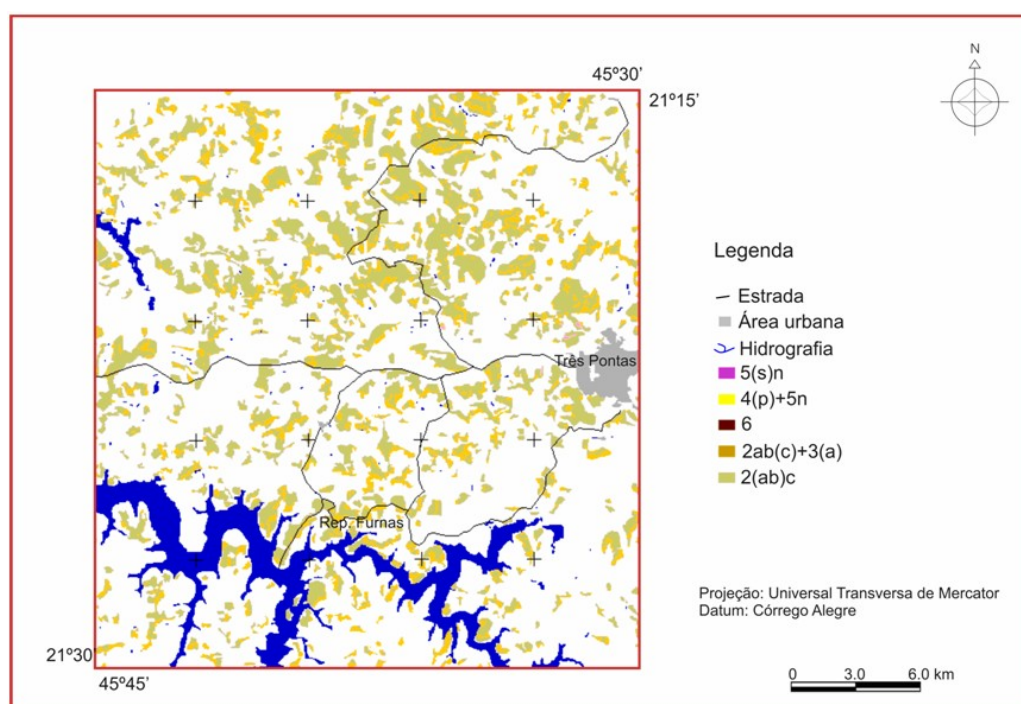 N
45º30'
21º15'
Legenda
Estrada
Área urbana
Hidrografia
5(s)n
4(p)+5n
6
2ab(c)+3(a)
2(ab)c
Três Pontas
Rep. Furnas
Projeção: Universal Transversa de Mercator
Datum: Córrego Alegre
21º30'
45º45'
0 3.0 6.0 km